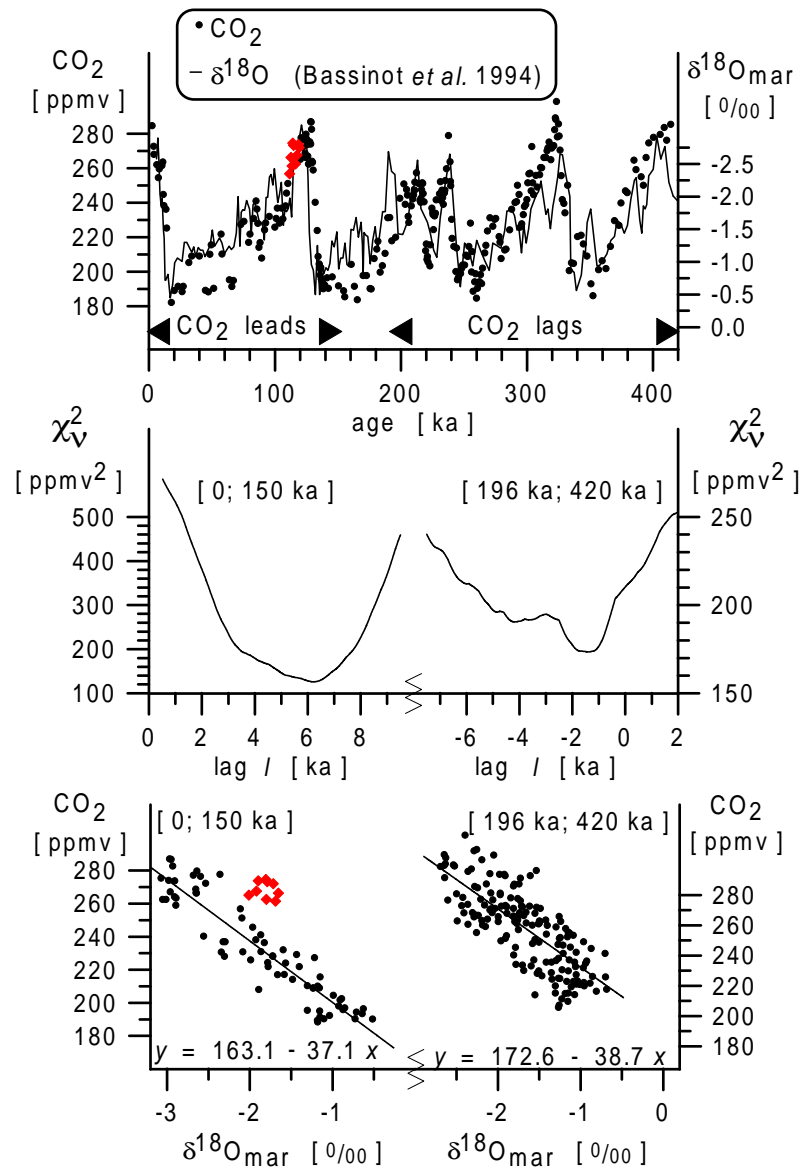 • CO2
– δ18O (Bassinot et al. 1994)
CO2
[ ppmv ]
δ18Omar
[ 0/00 ]
280
260
240
220
200
180
-2.5
-2.0
-1.5
-1.0
-0.5
0.0
CO2 leads
CO2 lags
0 100 200 300 400
age [ ka ]
χ2ν
[ ppmv2 ]
χ2ν
[ ppmv2 ]
[ 0; 150 ka ]
[ 196 ka; 420 ka ]
500
400
300
200
100
250
200
150
0 2 4 6 8
-6 -4 -2 0 2
lag l [ ka ]
lag l [ ka ]
CO2
[ ppmv ]
CO2
[ ppmv ]
[ 0; 150 ka ]
[ 196 ka; 420 ka ]
280
260
240
220
200
180
280
260
240
220
200
180
y = 163.1 - 37.1 x
y = 172.6 - 38.7 x
-3 -2 -1
-2 -1 0
δ18Omar [ 0/00 ]
δ18Omar [ 0/00 ]